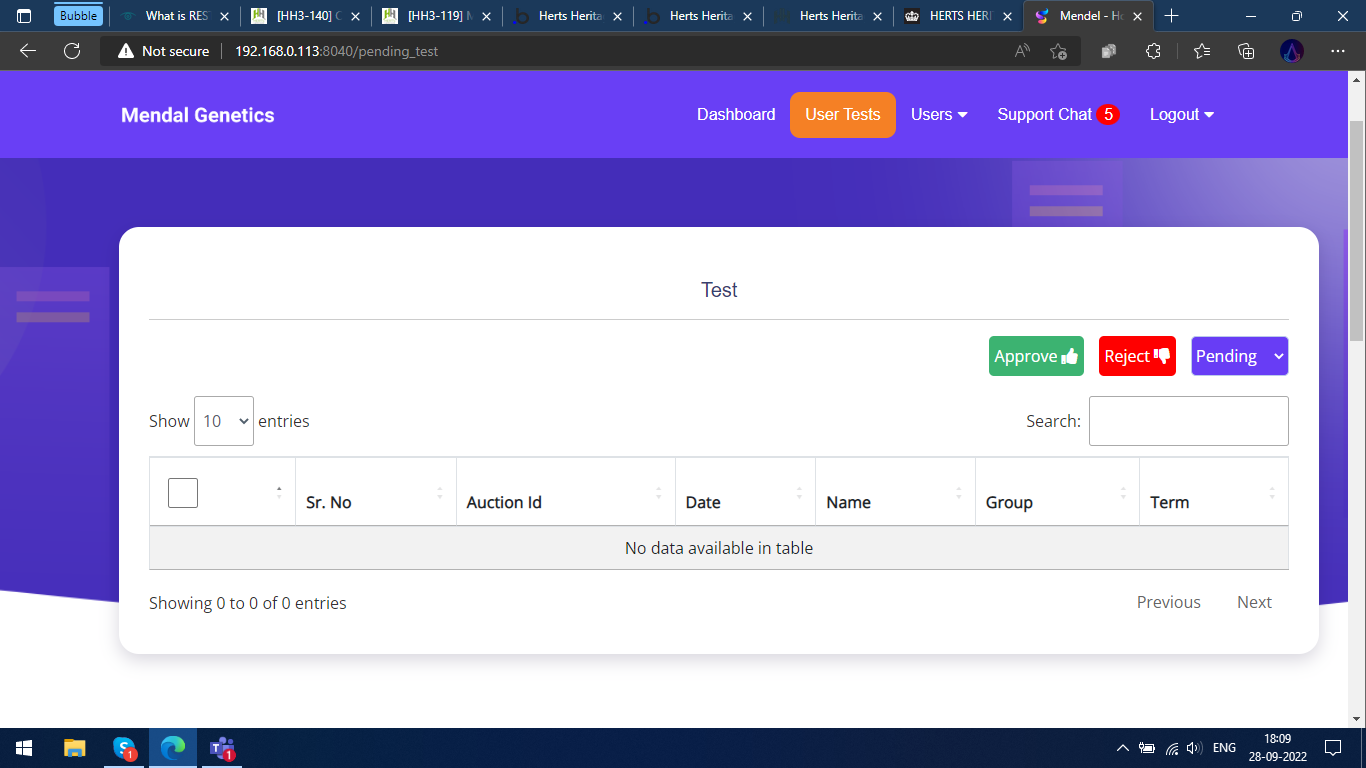 Bubble
What is RES
[HH3-140] C
[HH3-119] M
Herts Herita
Herts Herita
Herts Herita
HERTS HERI
Mendel - Ho
Not secure
192.168.0.113:8040/pending_test
Mendal Genetics
Dashboard
User Tests
Users
Support Chat 5
Logout
Test
Approve
Reject
Pending
Show 10 entries
Search:
Sr. No
Auction Id
Date
Name
Group
Term
No data available in table
Showing 0 to 0 of 0 entries
Previous
Next
1
1
ENG
18:09
28-09-2022